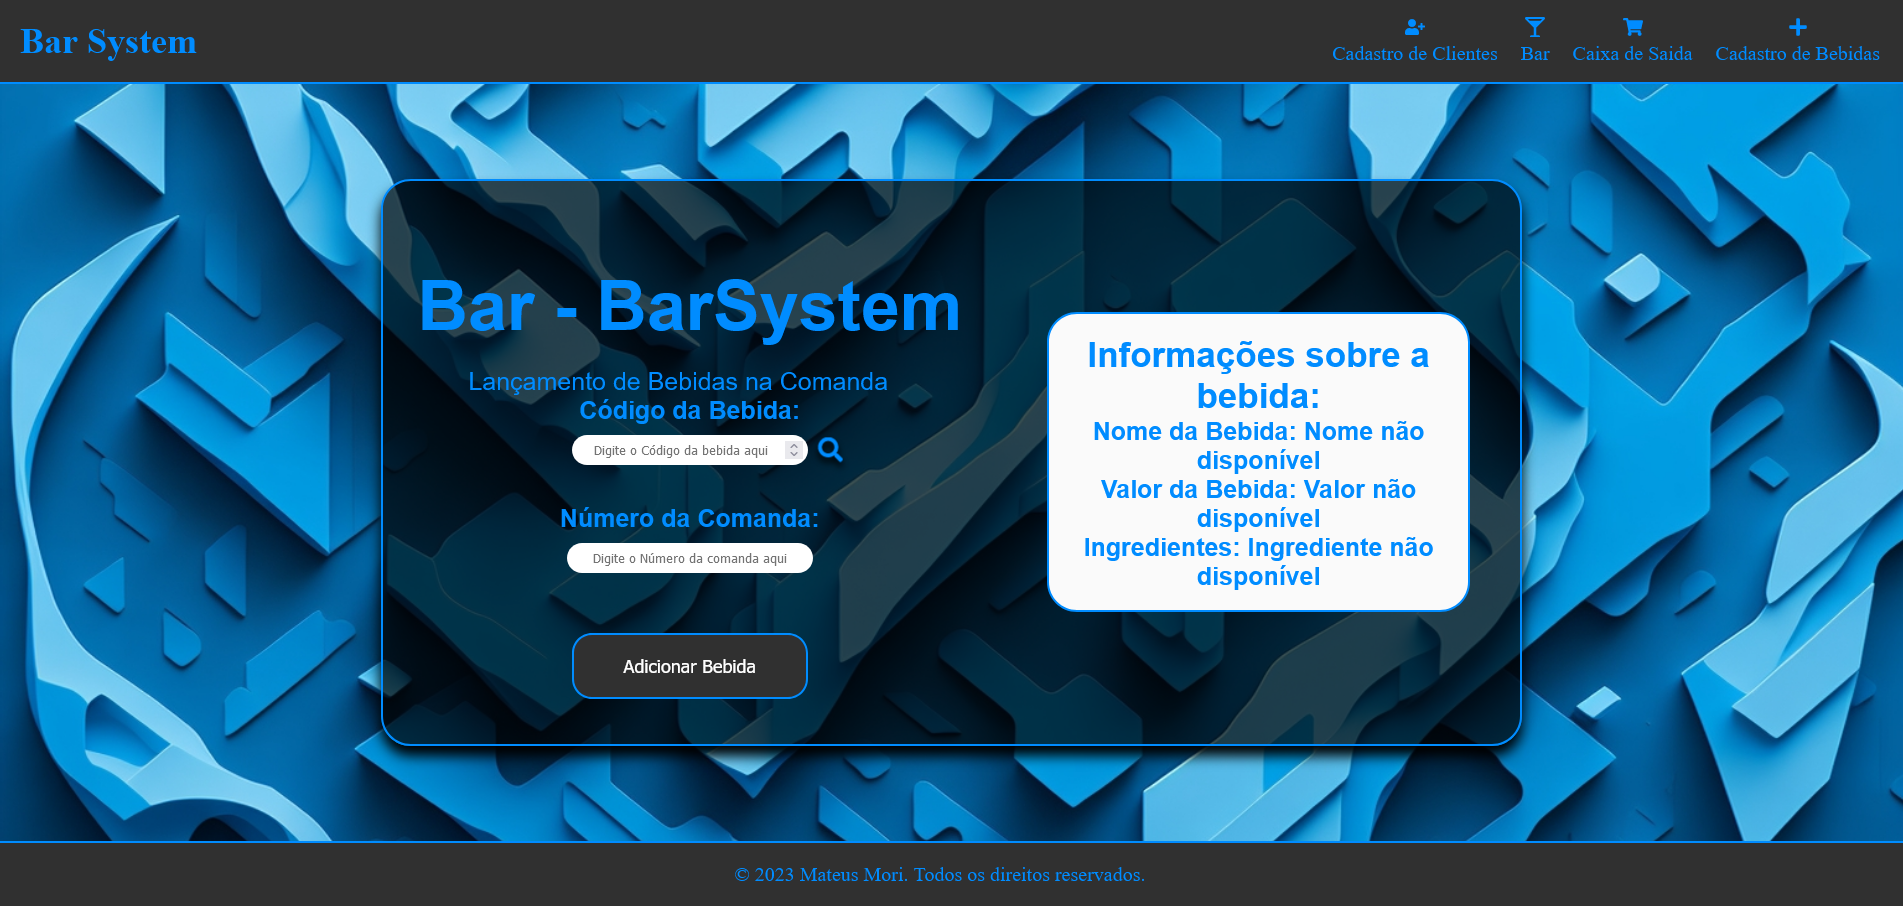 Bar System
Cadastro de Clientes
Bar
Caixa de Saida
Cadastro de Bebidas
Bar - BarSystem
Lançamento de Bebidas na Comanda
Código da Bebida:
Digite o Código da bebida aqui
Número da Comanda:
Digite o Número da comanda aqui
Adicionar Bebida
Informações sobre a
bebida:
Nome da Bebida: Nome não
disponível
Valor da Bebida: Valor não
disponível
Ingredientes: Ingrediente não
disponível
© 2023 Mateus Mori. Todos os direitos reservados.